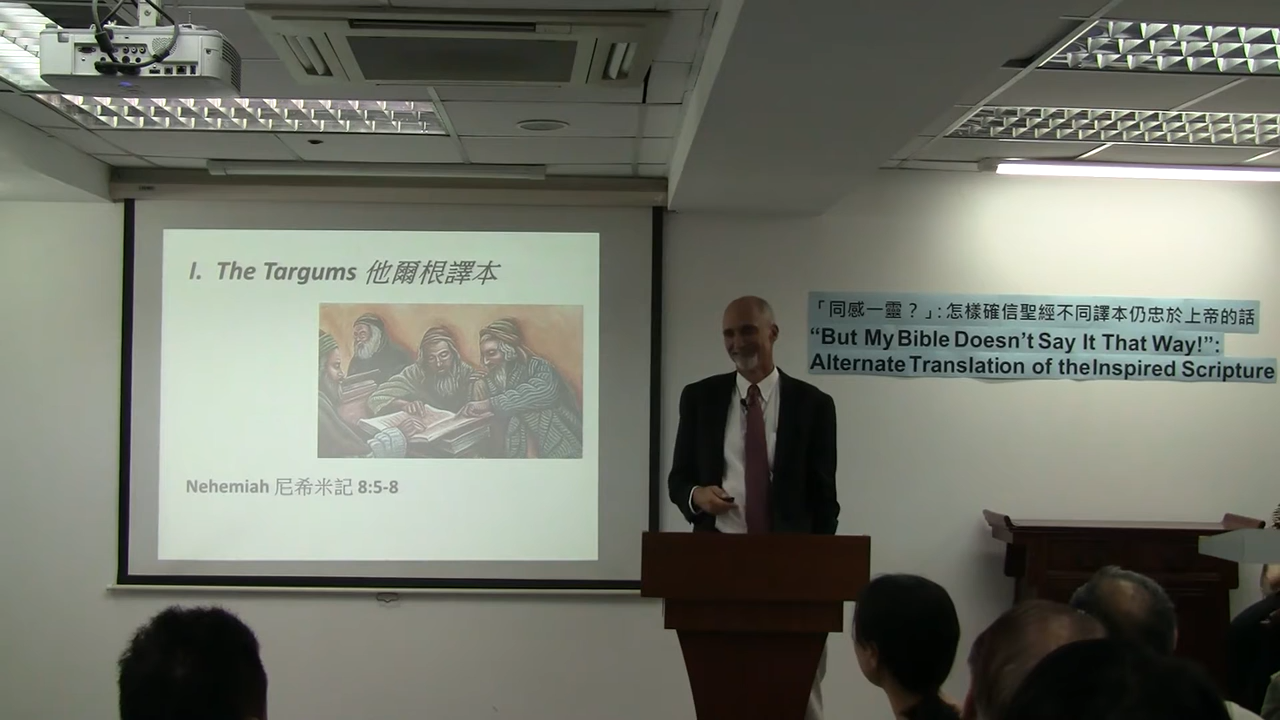 I. The Targums 他爾根譯本
Nehemiah 尼希米記 8:5-8
「同感一靈？」: 怎樣確信聖經不同譯本仍忠於上帝的話
“But My Bible Doesn’t Say It That Way!”:
Alternate Translation of the Inspired Scripture